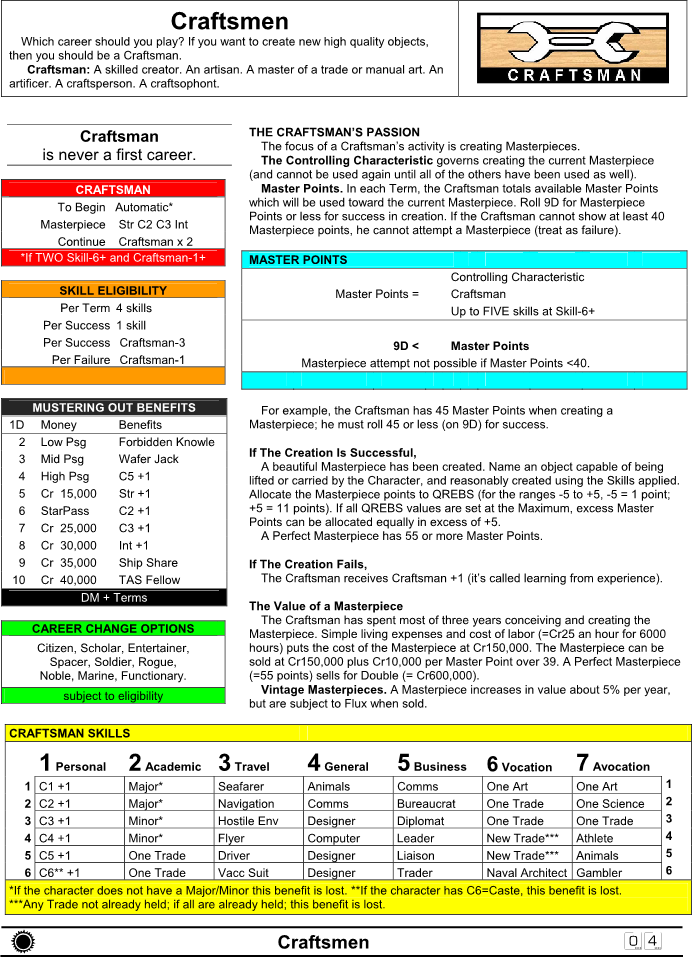 Craftsmen
Which career should you play? If you want to create new high quality objects,
then you should be a Craftsman.
Craftsman: A skilled creator. An artisan. A master of a trade or manual art. An
artificer. A craftsperson. A craftsophont.
CRAFTSMAN
Craftsman
is never a first career.
CRAFTSMAN
To Begin Automatic*
Masterpiece Str C2 C3 Int
Continue Craftsman x 2
*If TWO Skill-6+ and Craftsman-1+
SKILL ELIGIBILITY
Per Term 4 skills
Per Success 1 skill
Per Success Craftsman-3
Per Failure Craftsman-1
MUSTERING OUT BENEFITS
1D Money Benefits
2 Low Psg Forbidden Knowle
3 Mid Psg Wafer Jack
4 High Psg C5 +1
5 Cr 15,000 Str +1
6 StarPass C2 +1
7 Cr 25,000 C3 +1
8 Cr 30,000 Int +1
9 Cr 35,000 Ship Share
10 Cr 40,000 TAS Fellow
DM + Terms
CAREER CHANGE OPTIONS
Citizen, Scholar, Entertainer,
Spacer, Soldier, Rogue,
Noble, Marine, Functionary.
subject to eligibility
THE CRAFTSMAN'S PASSION
The focus of a Craftsman's activity is creating Masterpieces.
The Controlling Characteristic governs creating the current Masterpiece
(and cannot be used again until all of the others have been used as well).
Master Points. In each Term, the Craftsman totals available Master Points
which will be used toward the current Masterpiece. Roll 9D for Masterpiece
Points or less for success in creation. If the Craftsman cannot show at least 40
Masterpiece points, he cannot attempt a Masterpiece (treat as failure).
MASTER POINTS
Controlling Characteristic
Master Points = Craftsman
Up to FIVE skills at Skill-6+
9D < Master Points
Masterpiece attempt not possible if Master Points <40.
For example, the Craftsman has 45 Master Points when creating a
Masterpiece; he must roll 45 or less (on 9D) for success.
If The Creation Is Successful,
A beautiful Masterpiece has been created. Name an object capable of being
lifted or carried by the Character, and reasonably created using the Skills applied.
Allocate the Masterpiece points to QREBS (for the ranges -5 to +5, -5 = 1 point;
+5 = 11 points). If all QREBS values are set at the Maximum, excess Master
Points can be allocated equally in excess of +5.
A Perfect Masterpiece has 55 or more Master Points.
If The Creation Fails,
The Craftsman receives Craftsman +1 (it's called learning from experience).
The Value of a Masterpiece
The Craftsman has spent most of three years conceiving and creating the
Masterpiece. Simple living expenses and cost of labor (=Cr25 an hour for 6000
hours) puts the cost of the Masterpiece at Cr150,000. The Masterpiece can be
sold at Cr150,000 plus Cr10,000 per Master Point over 39. A Perfect Masterpiece
(=55 points) sells for Double (= Cr600,000).
Vintage Masterpieces. A Masterpiece increases in value about 5% per year,
but are subject to Flux when sold.
CRAFTSMAN SKILLS
1 Personal 2 Academic 3 Travel 4 General 5 Business 6 Vocation 7 Avocation
1 C1 +1 Major* Seafarer Animals Comms One Art One Art 1
2 C2 +1 Major* Navigation Comms Bureaucrat One Trade One Science 2
3 C3 +1 Minor* Hostile Env Designer Diplomat One Trade One Trade 3
4 C4 +1 Minor* Flyer Computer Leader New Trade*** Athlete 4
5 C5 +1 One Trade Driver Designer Liaison New Trade*** Animals 5
6 C6** +1 One Trade Vacc Suit Designer Trader Naval Architect Gambler 6
*If the character does not have a Major/Minor this benefit is lost. **If the character has C6=Caste, this benefit is lost.
***Any Trade not already held; if all are already held; this benefit is lost.
Craftsmen
04